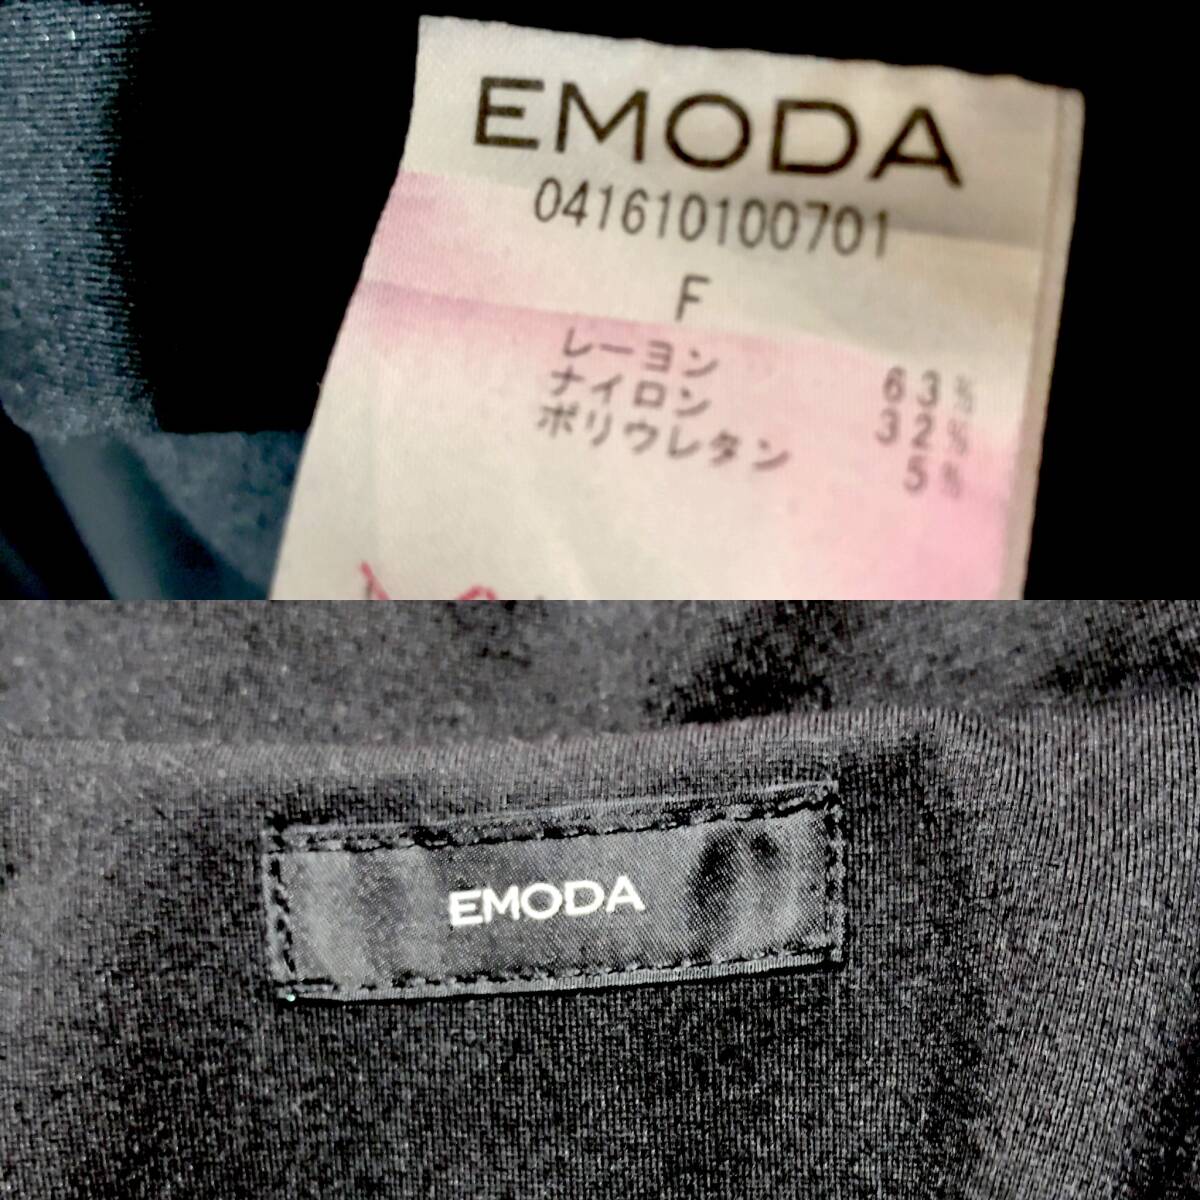 EMODA
041610100701
F
レーヨン 63%
ナイロン 32%
ポリウレタン 5%
EMODA